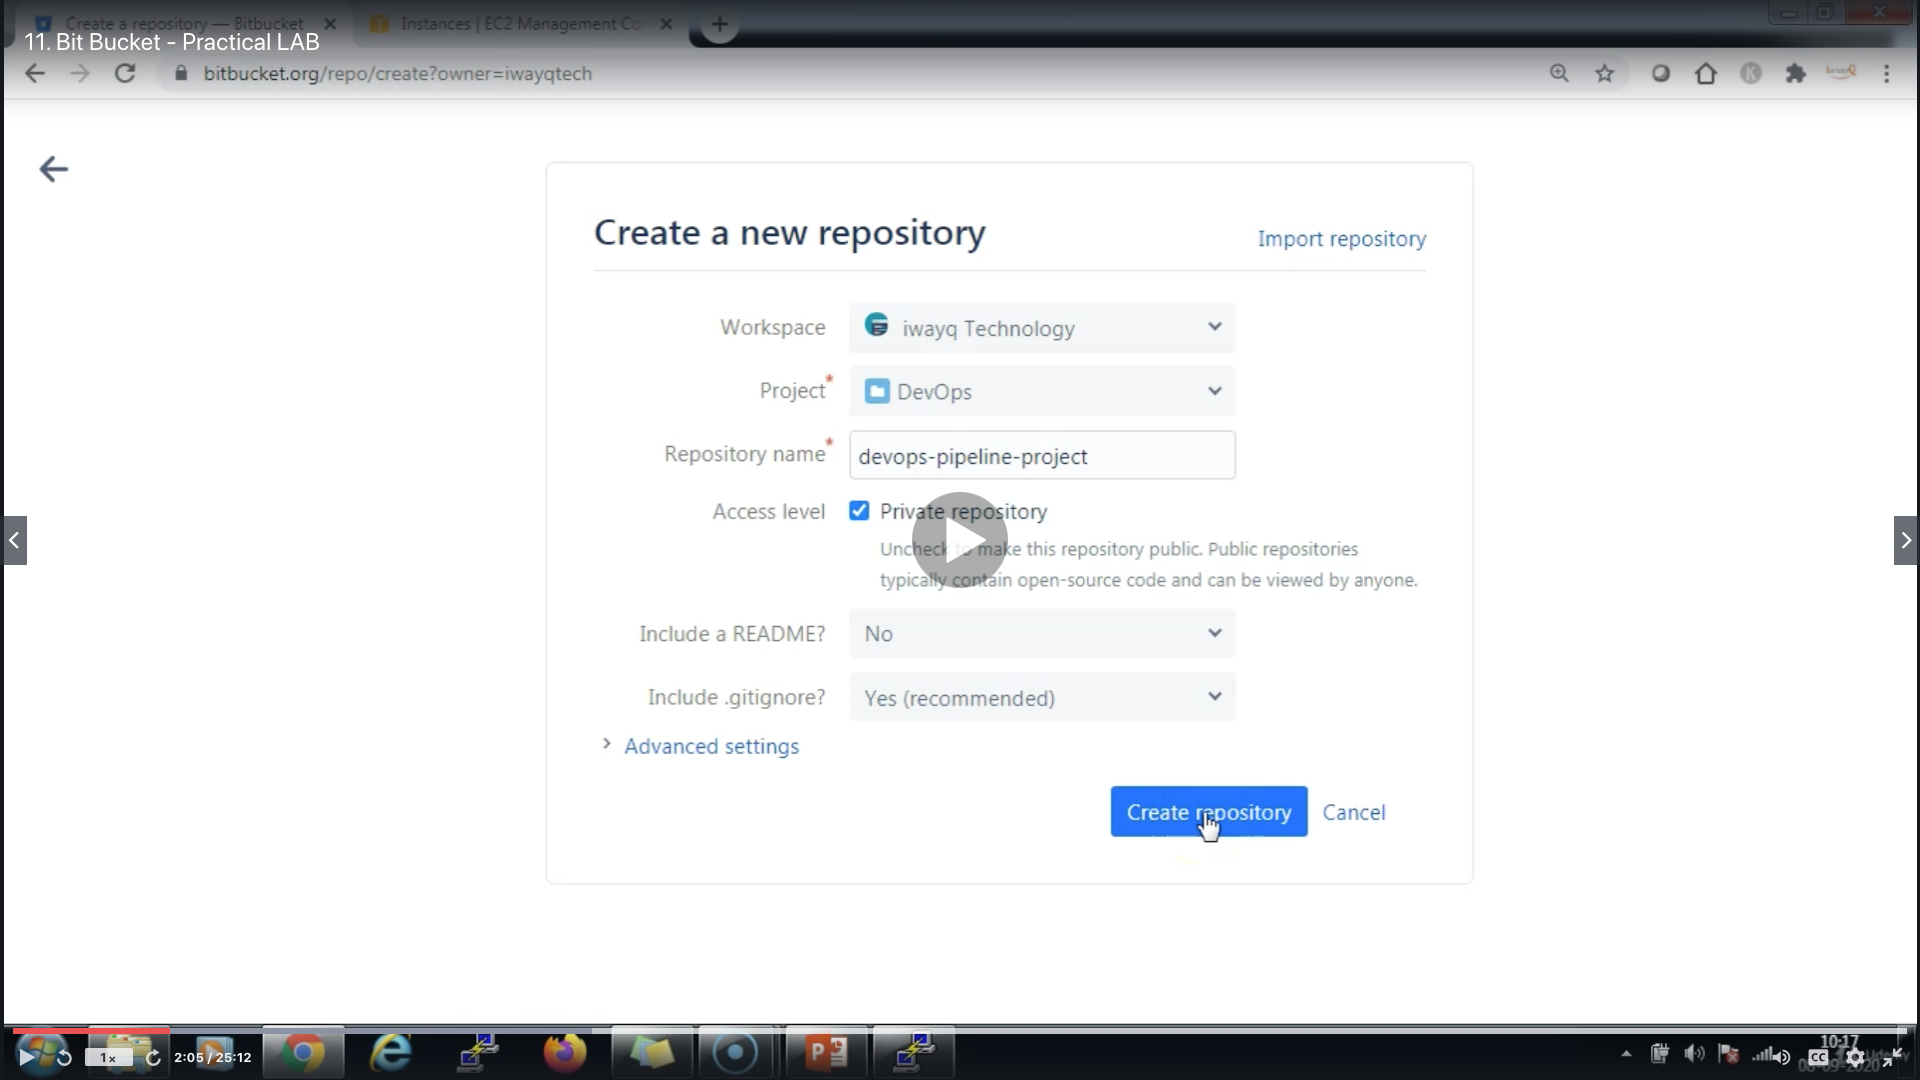 Create a repository — Bitbucket
Instances | EC2 Management Co
11. Bit Bucket - Practical LAB
bitbucket.org/repo/create?owner=iwayqtech
K
Create a new repository
Import repository
Workspace
iwayq Technology
Project*
DevOps
Repository name*
devops-pipeline-project
Access level
Private repository
Uncheck to make this repository public. Public repositories
typically contain open-source code and can be viewed by anyone.
Include a README?
No
Include .gitignore?
Yes (recommended)
Advanced settings
Create repository
Cancel
1×
2:05 / 25:12
10:17
CC